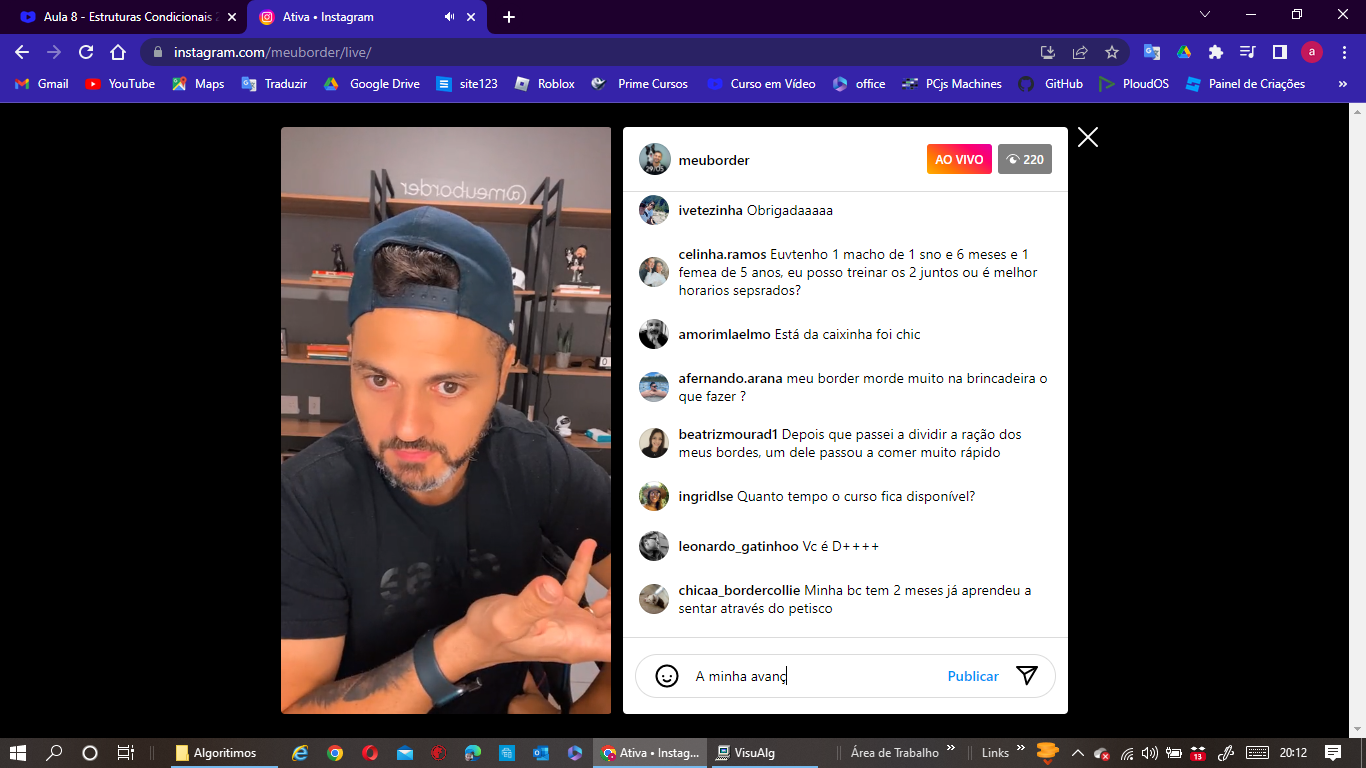 Aula 8 - Estruturas Condicionais
Ativa • Instagram
instagram.com/meuborder/live/
a
Gmail
YouTube
Maps
Traduzir
Google Drive
site123
Roblox
Prime Cursos
Curso em Vídeo
office
PCjs Machines
GitHub
PloudOS
Painel de Criações
»
@meuborder
29/05
meuborder
AO VIVO
220
ivetezinha Obrigadaaaaa
celinha.ramos Euvtenho 1 macho de 1 sno e 6 meses e 1
femea de 5 anos, eu posso treinar os 2 juntos ou é melhor
horarios sepsrados?
amorimlaelmo Está da caixinha foi chic
afernando.arana meu border morde muito na brincadeira o
que fazer ?
beatrizmourad1 Depois que passei a dividir a ração dos
meus bordes, um dele passou a comer muito rápido
ingridlse Quanto tempo o curso fica disponível?
leonardo_gatinhoo Vc é D++++
chicaa_bordercollie Minha bc tem 2 meses já aprendeu a
sentar através do petisco
A minha avanç
Publicar
Algoritimos
Ativa • Instag...
VisuAlg
Área de Trabalho »
Links »
13
20:12